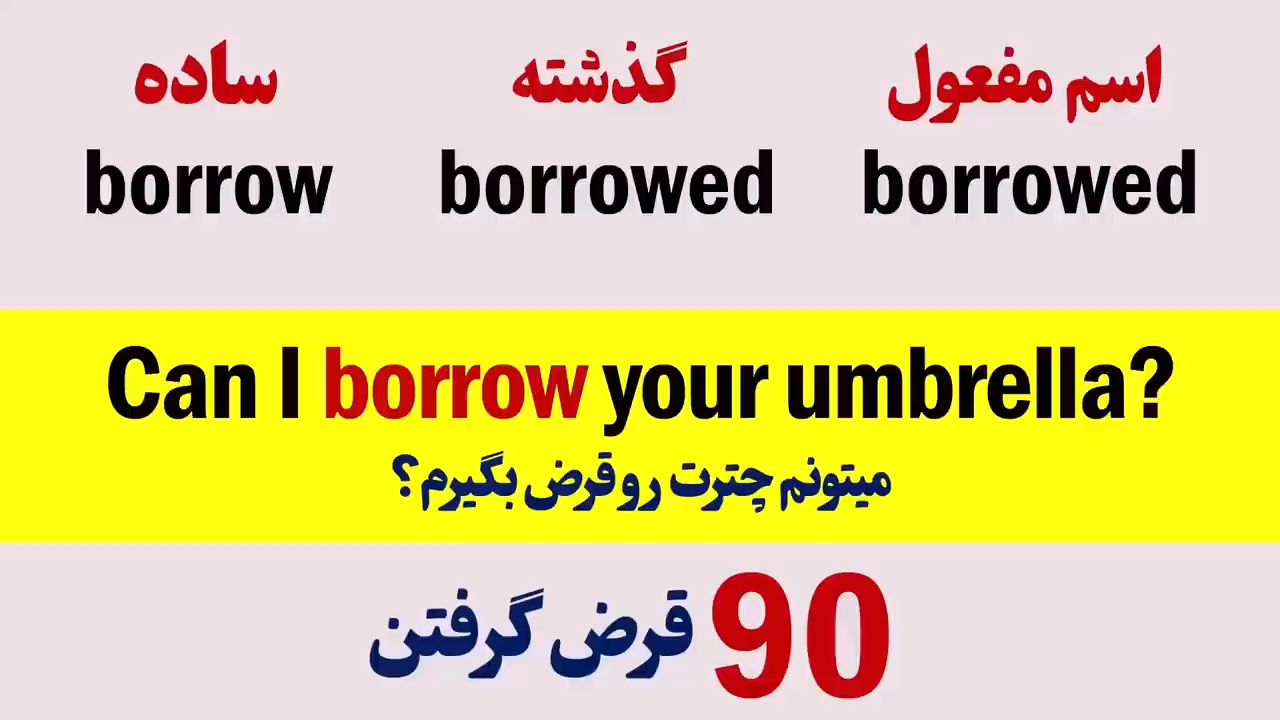 ساده گذشته اسم مفعول
borrow borrowed borrowed
Can I borrow your umbrella?
میتونم چترت رو قرض بگیرم؟
90 قرض گرفتن